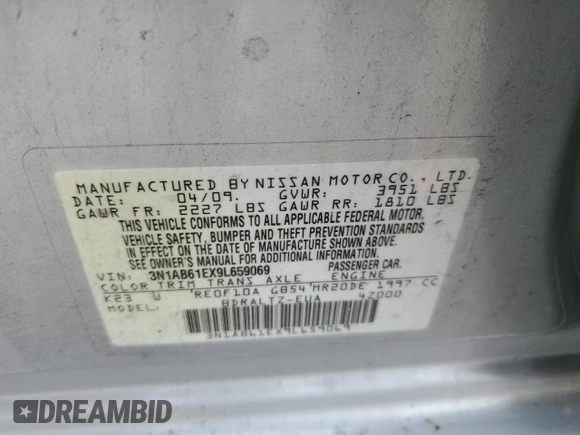 MANUFACTURED BY NISSAN MOTOR CO., LTD.
DATE: 04/09. GVWR: 3951 LBS
GAWR FR: 2227 LBS GAWR RR: 1810 LBS
THIS VEHICLE CONFORMS TO ALL APPLICABLE FEDERAL MOTOR
VEHICLE SAFETY, BUMPER AND THEFT PREVENTION STANDARDS
IN EFFECT ON THE DATE OF MANUFACTURE SHOWN ABOVE.
SEE OWNER'S MANUAL FOR ADDITIONAL INFORMATION.
VIN: 3N1AB61EX9L659069 PASSENGER CAR.
COLOR TRIM TRANS AXLE ENGINE
K23 W RE0F10A GB54 MR20DE 1997 CC
MODEL: BDRALTZ-EUA 42000
3N1AB61EX9L659069
DREAMBID